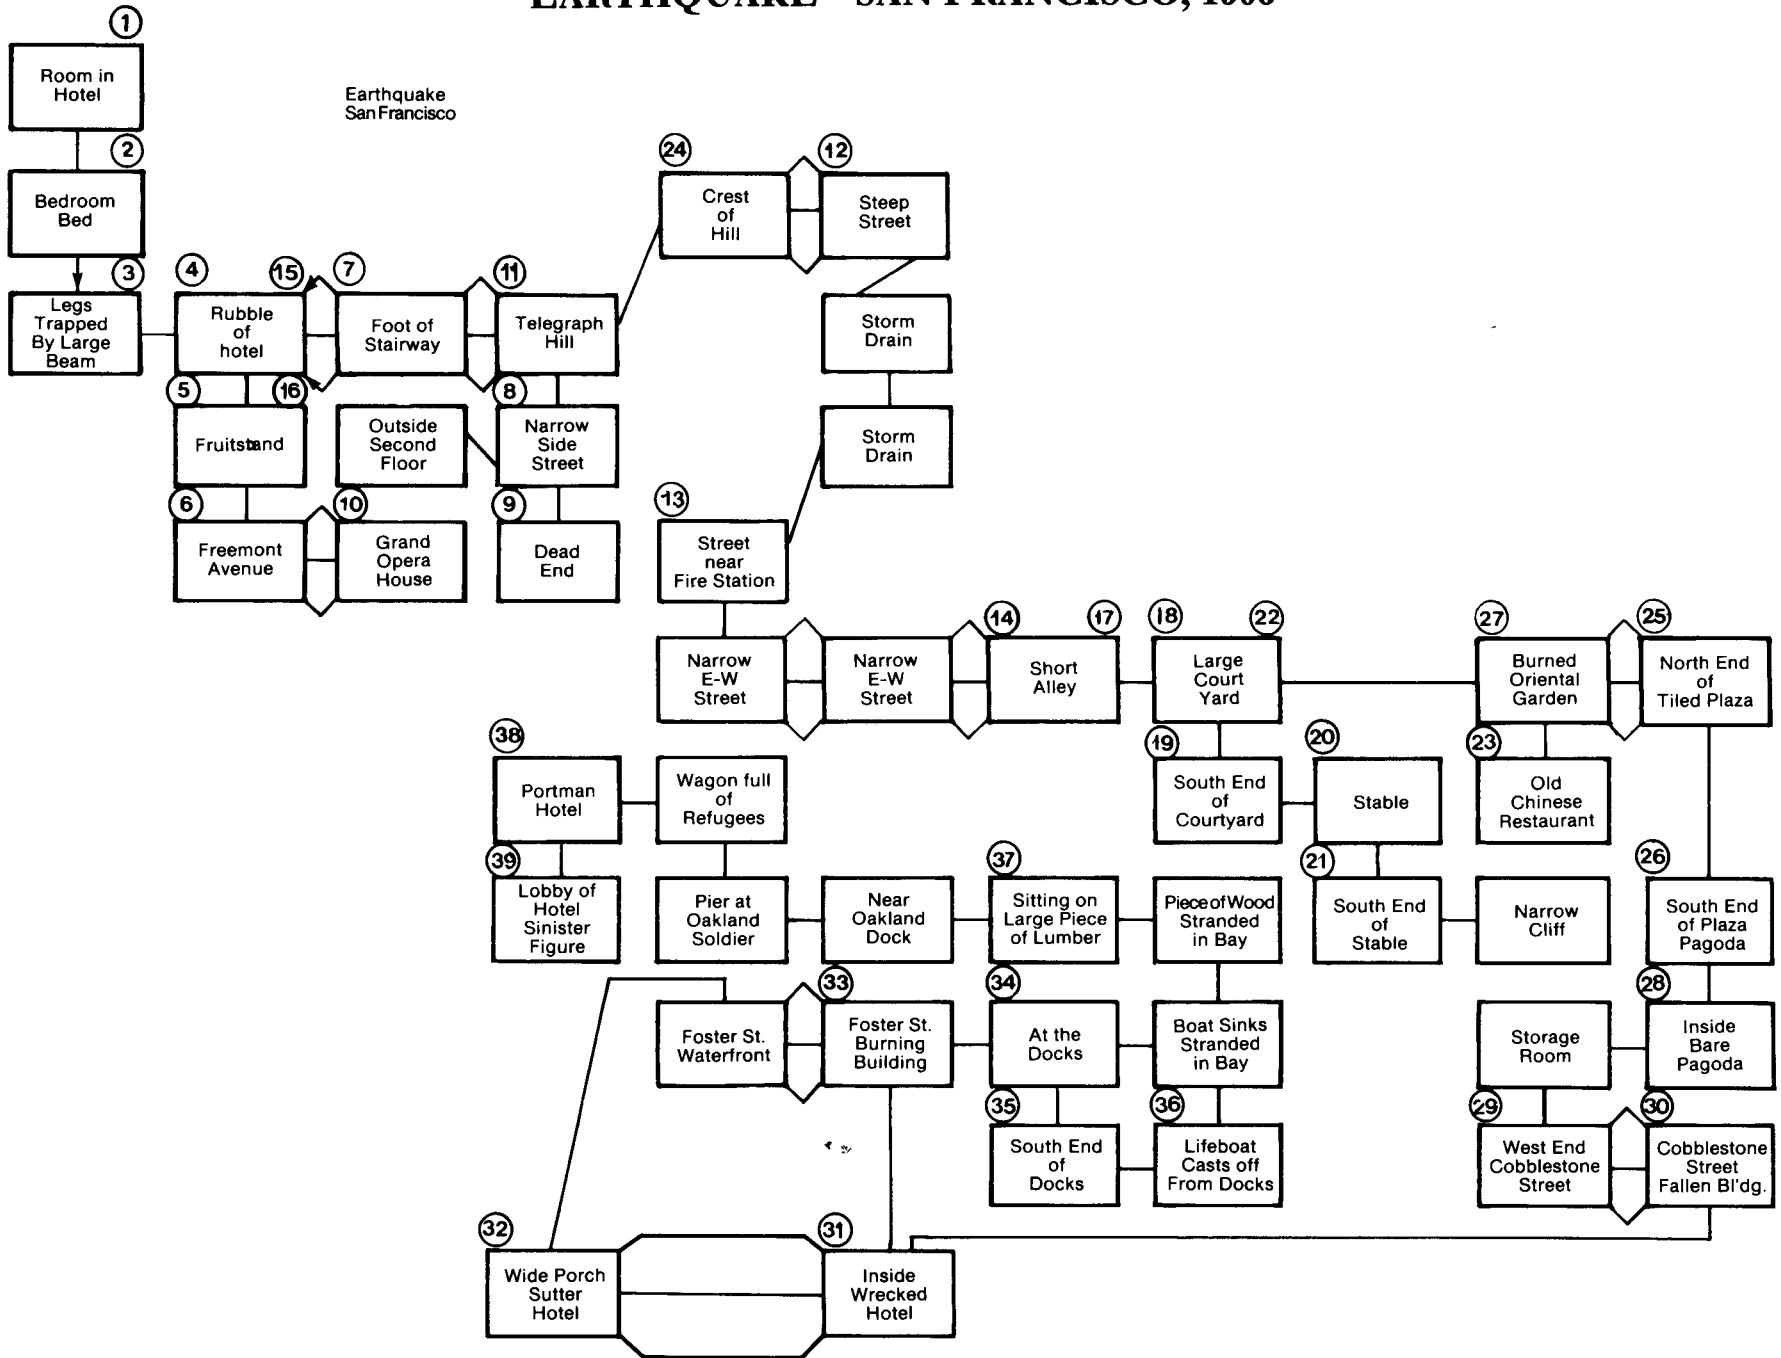 EARTHQUAKE - SAN FRANCISCO, 1906
1
Room in
Hotel
Earthquake
San Francisco
2
Bedroom
Bed
24
Crest
of
Hill
12
Steep
Street
3
Legs
Trapped
By Large
Beam
4
15
Rubble
of
hotel
7
Foot of
Stairway
11
Telegraph
Hill
Storm
Drain
5
16
Fruitstand
Outside
Second
Floor
8
Narrow
Side
Street
Storm
Drain
6
Freemont
Avenue
10
Grand
Opera
House
9
Dead
End
13
Street
near
Fire Station
Narrow
E-W
Street
Narrow
E-W
Street
14
17
Short
Alley
18
22
Large
Court
Yard
27
Burned
Oriental
Garden
25
North End
of
Tiled Plaza
38
Portman
Hotel
Wagon full
of
Refugees
19
South End
of
Courtyard
20
Stable
23
Old
Chinese
Restaurant
39
Lobby of
Hotel
Sinister
Figure
Pier at
Oakland
Soldier
Near
Oakland
Dock
37
Sitting on
Large Piece
of Lumber
Piece of Wood
Stranded
in Bay
21
South End
of
Stable
Narrow
Cliff
26
South End
of Plaza
Pagoda
Foster St.
Waterfront
33
Foster St.
Burning
Building
34
At the
Docks
Boat Sinks
Stranded
in Bay
Storage
Room
28
Inside
Bare
Pagoda
35
South End
of
Docks
36
Lifeboat
Casts off
From Docks
29
West End
Cobblestone
Street
30
Cobblestone
Street
Fallen Bl'dg.
32
Wide Porch
Sutter
Hotel
31
Inside
Wrecked
Hotel